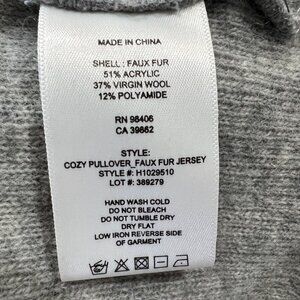 MADE IN CHINA
SHELL : FAUX FUR
51% ACRYLIC
37% VIRGIN WOOL
12% POLYAMIDE
RN 98406
CA 39862
STYLE:
COZY PULLOVER_FAUX FUR JERSEY
STYLE #: H1029510
LOT #: 389279
HAND WASH COLD
DO NOT BLEACH
DO NOT TUMBLE DRY
DRY FLAT
LOW IRON REVERSE SIDE
OF GARMENT